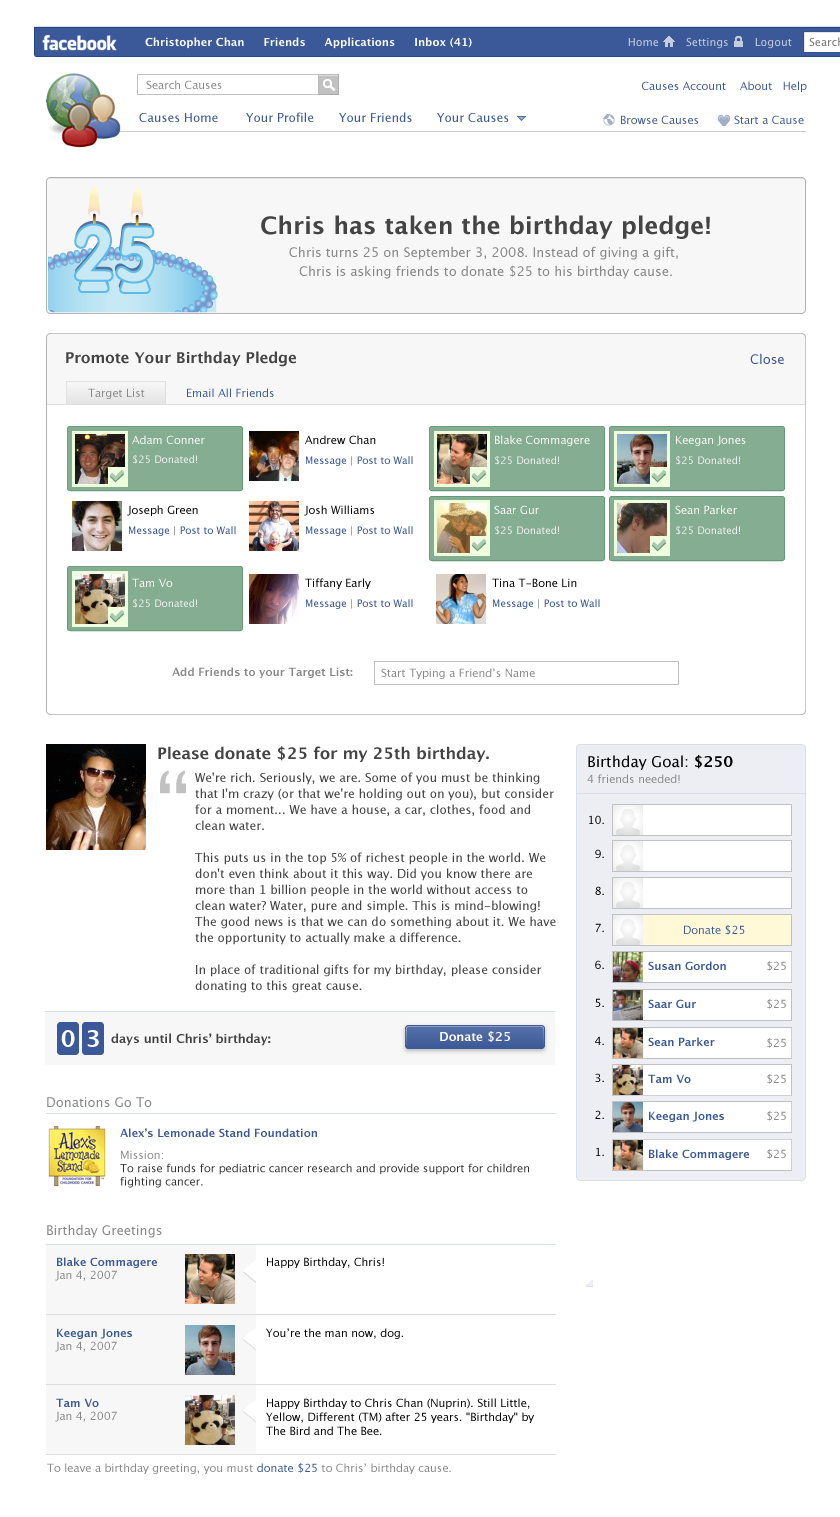 facebook Christopher Chan Friends Applications Inbox (41) Home Settings Logout Searc
Search Causes
Causes Account About Help
Causes Home Your Profile Your Friends Your Causes Browse Causes Start a Cause
25
Chris has taken the birthday pledge!
Chris turns 25 on September 3, 2008. Instead of giving a gift,
Chris is asking friends to donate $25 to his birthday cause.
Promote Your Birthday Pledge
Close
Target List Email All Friends
Adam Conner Andrew Chan Blake Commagere Keegan Jones
$25 Donated! Message | Post to Wall $25 Donated! $25 Donated!
Joseph Green Josh Williams Saar Gur Sean Parker
Message | Post to Wall Message | Post to Wall $25 Donated! $25 Donated!
Tam Vo Tiffany Early Tina T-Bone Lin
$25 Donated! Message | Post to Wall Message | Post to Wall
Add Friends to your Target List: Start Typing a Friend's Name
Please donate $25 for my 25th birthday.
“ We're rich. Seriously, we are. Some of you must be thinking
that I'm crazy (or that we're holding out on you), but consider
for a moment... We have a house, a car, clothes, food and
clean water.
This puts us in the top 5% of richest people in the world. We
don't even think about it this way. Did you know there are
more than 1 billion people in the world without access to
clean water? Water, pure and simple. This is mind-blowing!
The good news is that we can do something about it. We have
the opportunity to actually make a difference.
In place of traditional gifts for my birthday, please consider
donating to this great cause.
03 days until Chris' birthday: Donate $25
Birthday Goal: $250
4 friends needed!
10.
9.
8.
7. Donate $25
6. Susan Gordon $25
5. Saar Gur $25
4. Sean Parker $25
3. Tam Vo $25
2. Keegan Jones $25
1. Blake Commagere $25
Donations Go To
Alex's
Lemonade
Stand
FOUNDATION FOR
CHILDHOOD CANCER
Alex's Lemonade Stand Foundation
Mission:
To raise funds for pediatric cancer research and provide support for children
fighting cancer.
Birthday Greetings
Blake Commagere Happy Birthday, Chris!
Jan 4, 2007
Keegan Jones You're the man now, dog.
Jan 4, 2007
Tam Vo Happy Birthday to Chris Chan (Nuprin). Still Little,
Jan 4, 2007 Yellow, Different (TM) after 25 years. "Birthday" by
The Bird and The Bee.
To leave a birthday greeting, you must donate $25 to Chris' birthday cause.